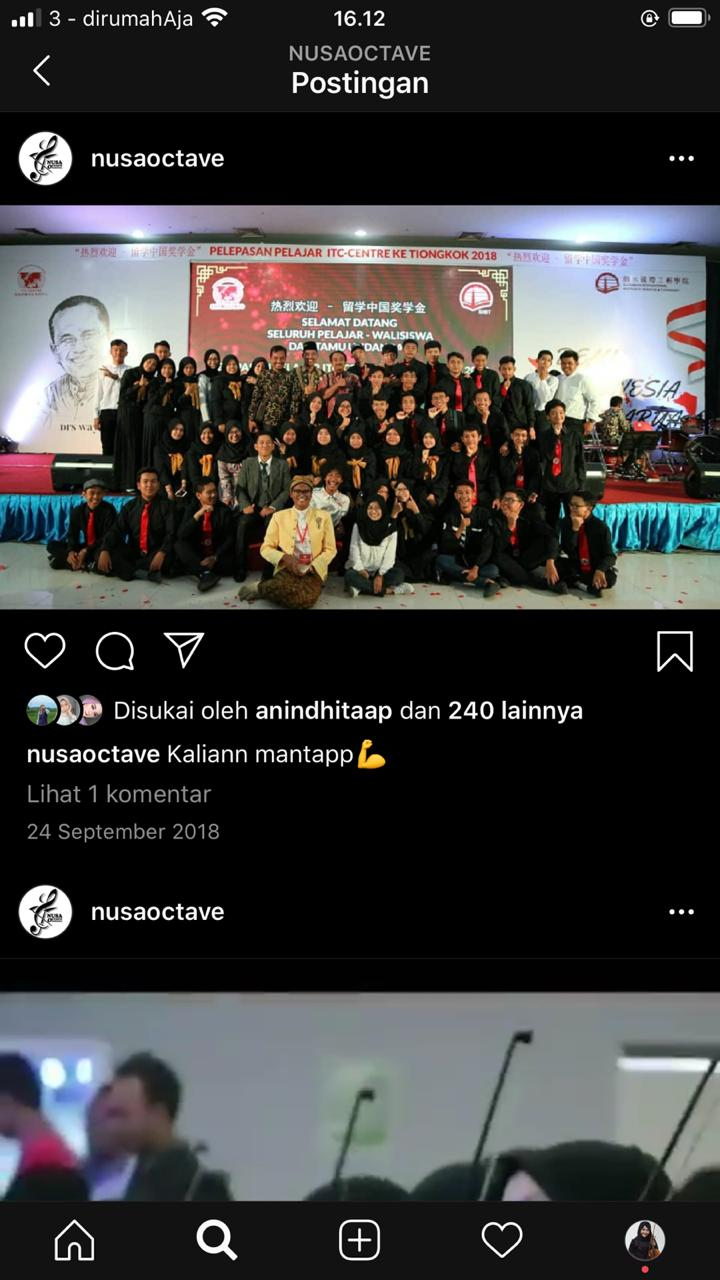 3 - dirumahAja
16.12
NUSAOCTAVE
Postingan
nusaoctave
“热烈欢迎 - 留学中国奖学金” PELEPASAN PELAJAR ITC-CENTRE KE TIONGKOK 2018 “热烈欢迎 - 留学中国奖学金”
热烈欢迎 - 留学中国奖学金
SELAMAT DATANG
SELURUH PELAJAR - WALISISWA
Disukai oleh anindhitaap dan 240 lainnya
nusaoctave Kaliann mantapp💪
Lihat 1 komentar
24 September 2018
nusaoctave